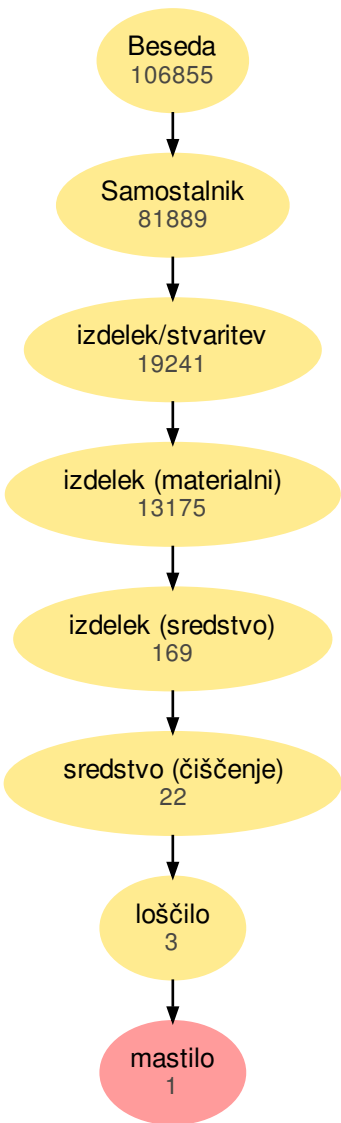 Beseda
106855
Samostalnik
81889
izdelek/stvaritev
19241
izdelek (materialni)
13175
izdelek (sredstvo)
169
sredstvo (čiščenje)
22
loščilo
3
mastilo
1